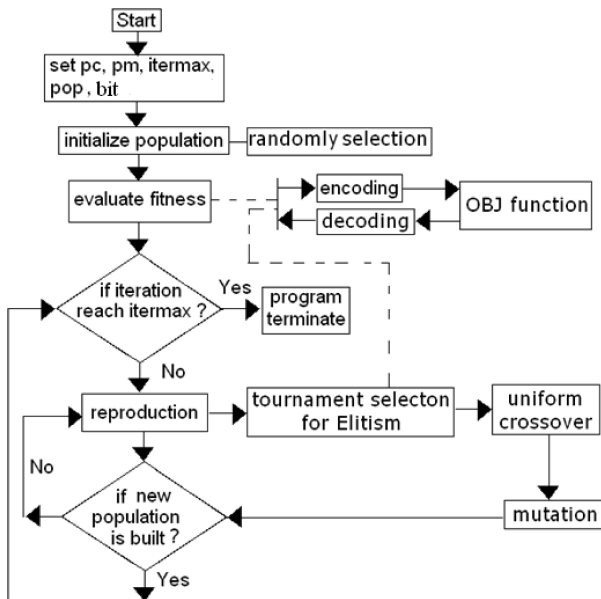 Start
set pc, pm, itermax,
pop , bit
initialize population
randomly selection
evaluate fitness
encoding
decoding
OBJ function
if iteration
reach itermax ?
Yes
program
terminate
No
reproduction
tournament selecton
for Elitism
uniform
crossover
No
if new
population
is built ?
mutation
Yes